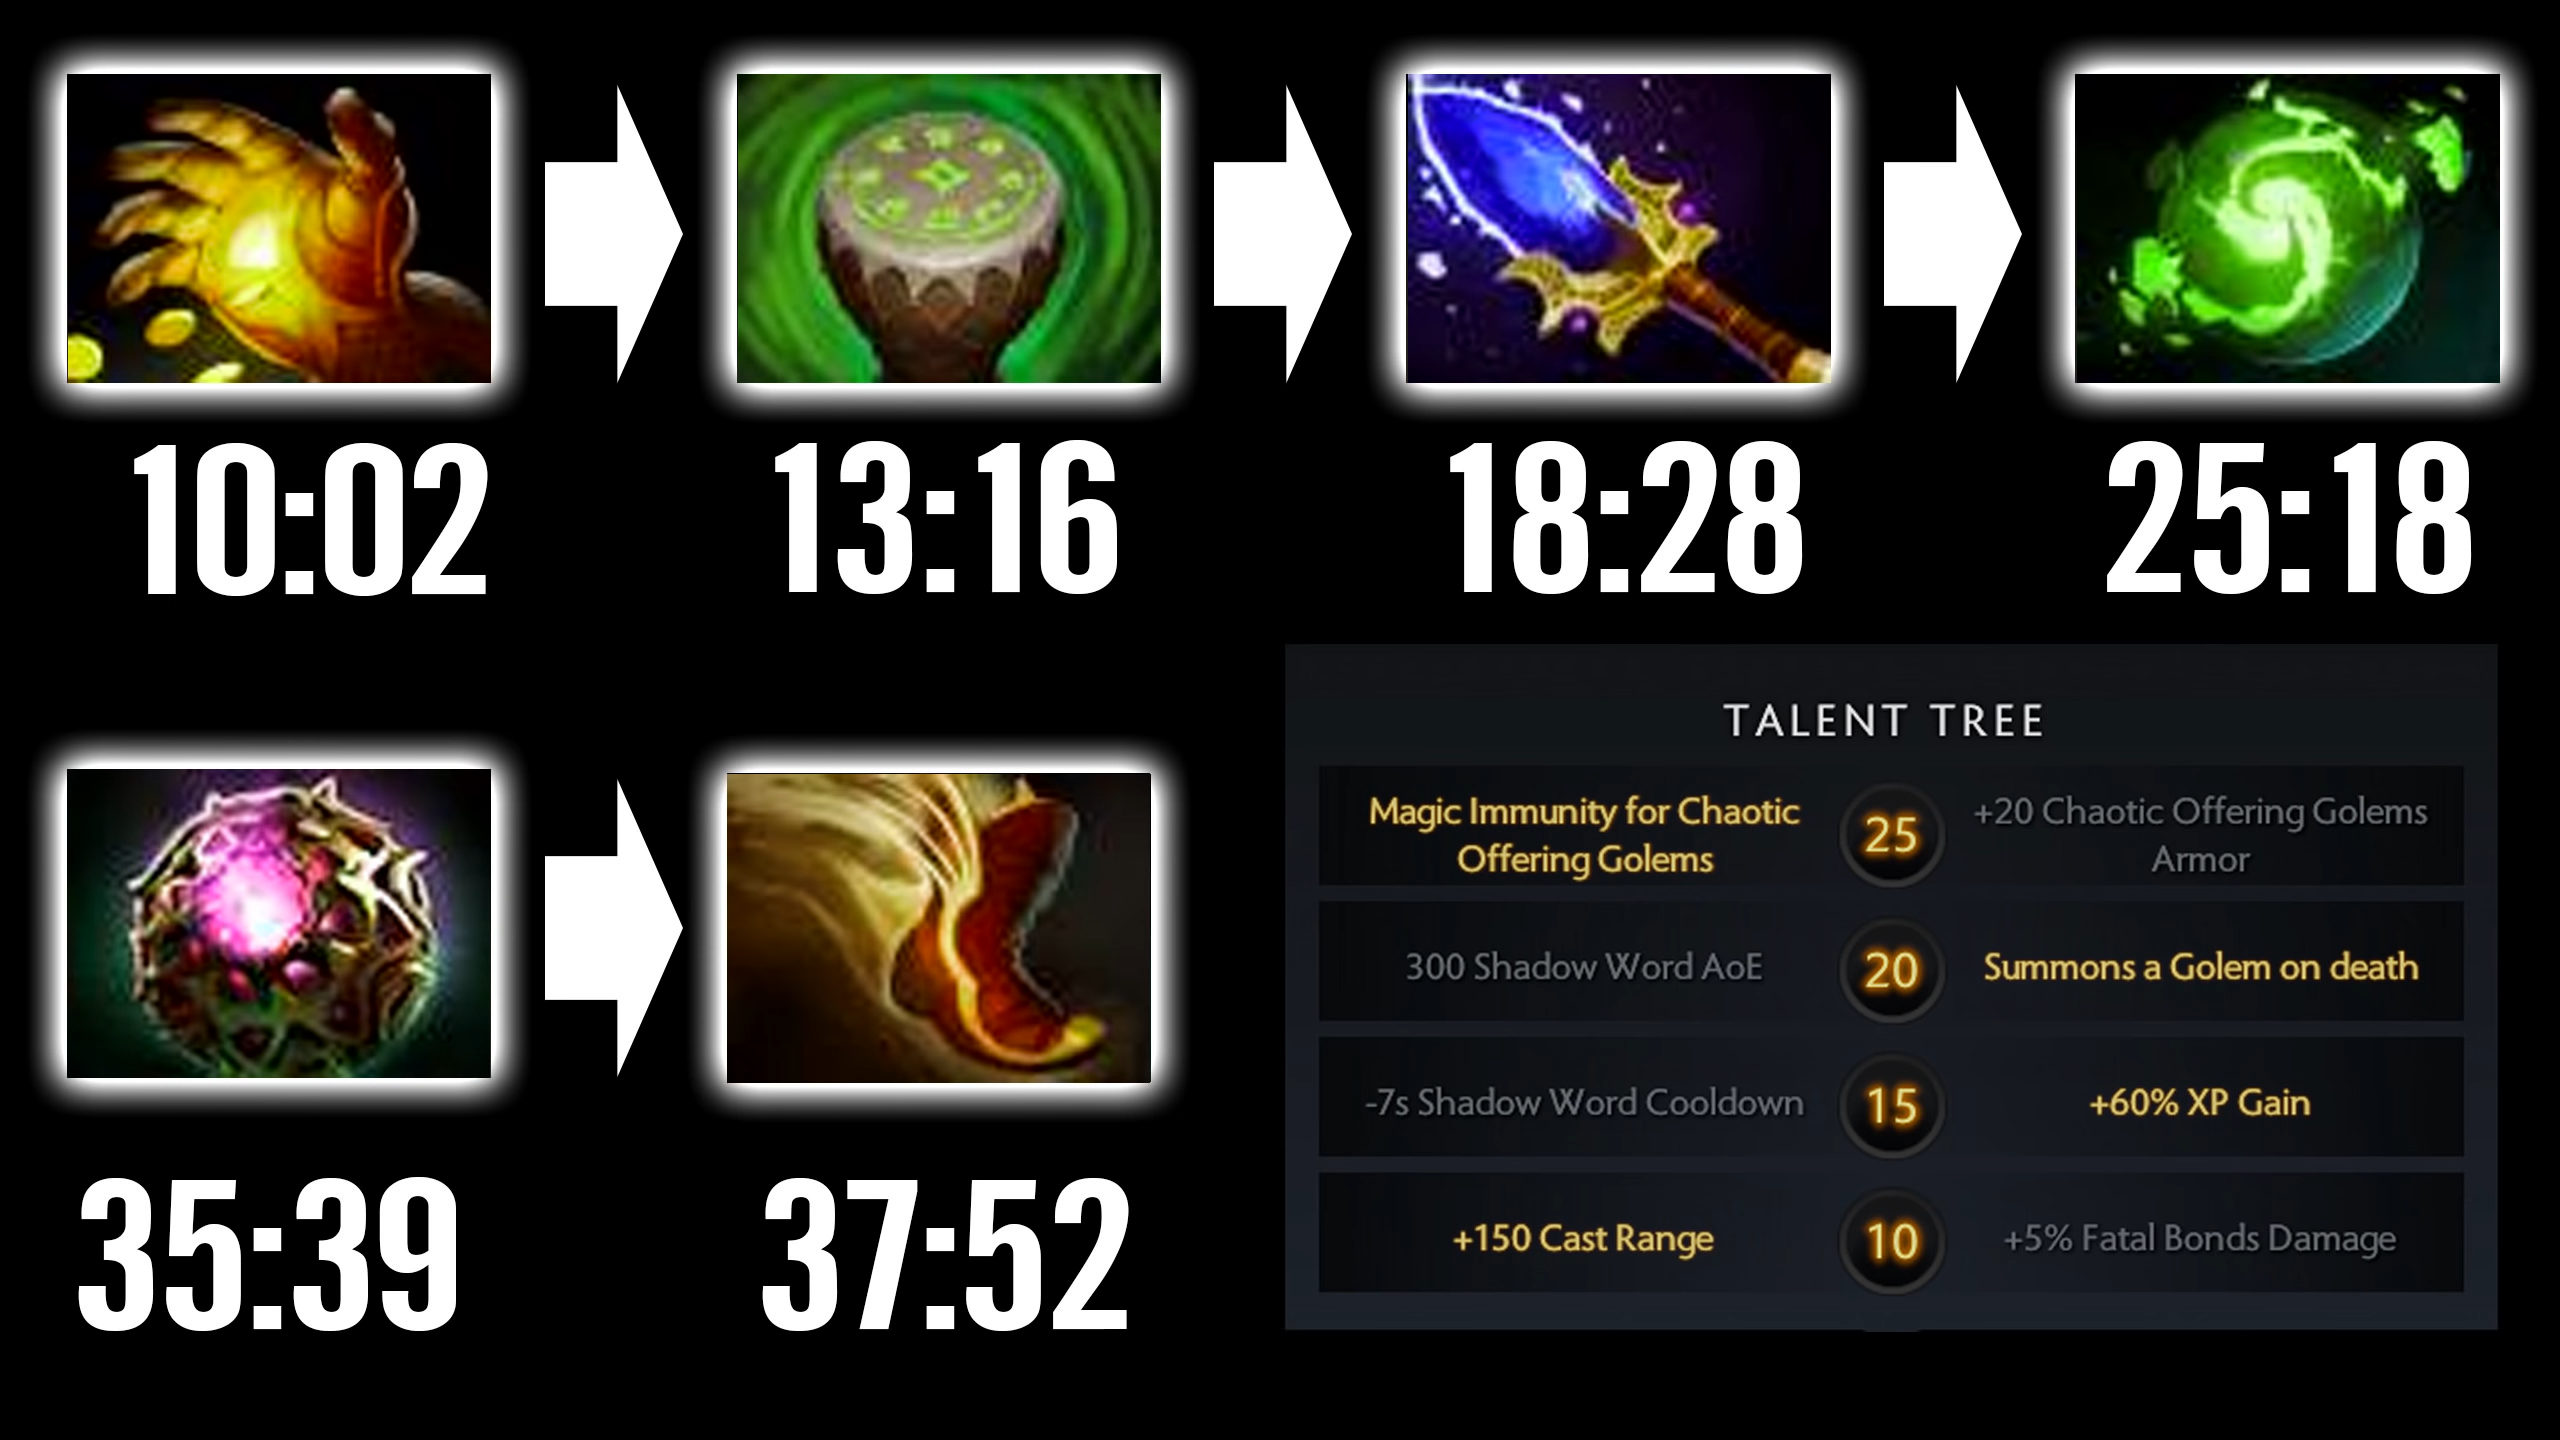 10:02
13:16
18:28
25:18
35:39
37:52
TALENT TREE
Magic Immunity for Chaotic
Offering Golems
25
+20 Chaotic Offering Golems
Armor
300 Shadow Word AoE
20
Summons a Golem on death
-7s Shadow Word Cooldown
15
+60% XP Gain
+150 Cast Range
10
+5% Fatal Bonds Damage